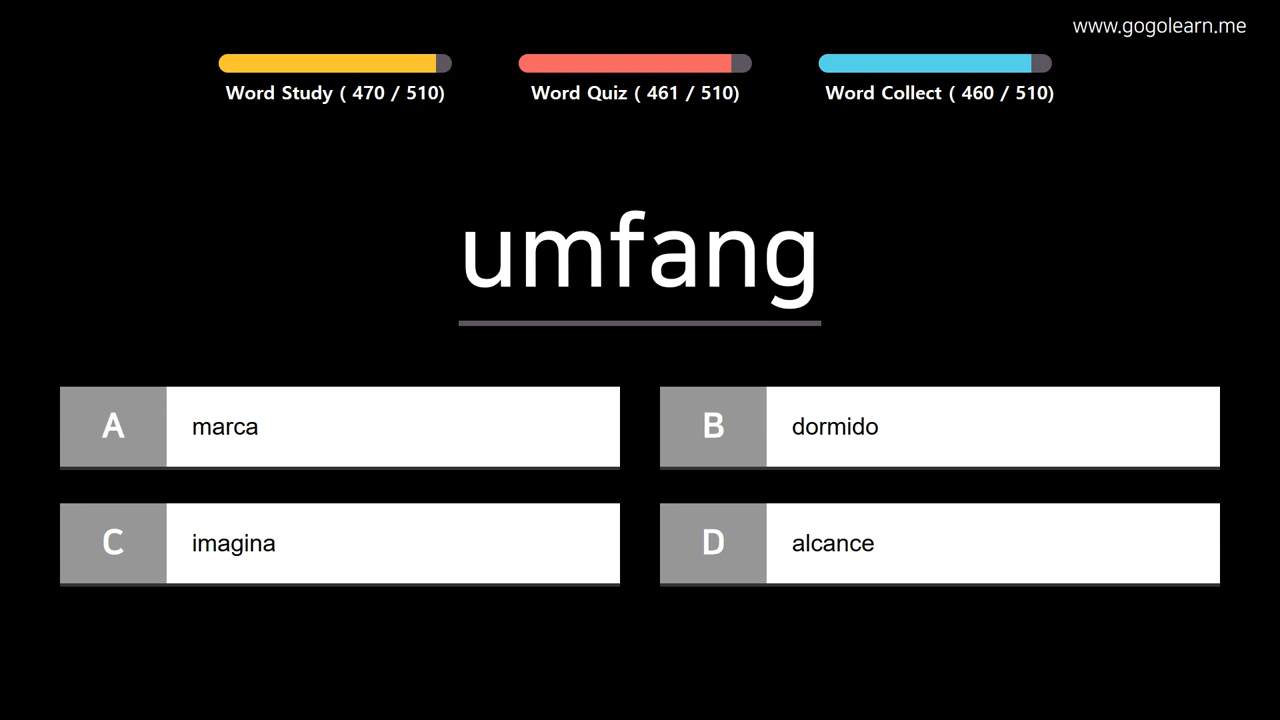 www.gogolearn.me
Word Study ( 470 / 510)
Word Quiz ( 461 / 510)
Word Collect ( 460 / 510)
umfang
A marca
B dormido
C imagina
D alcance